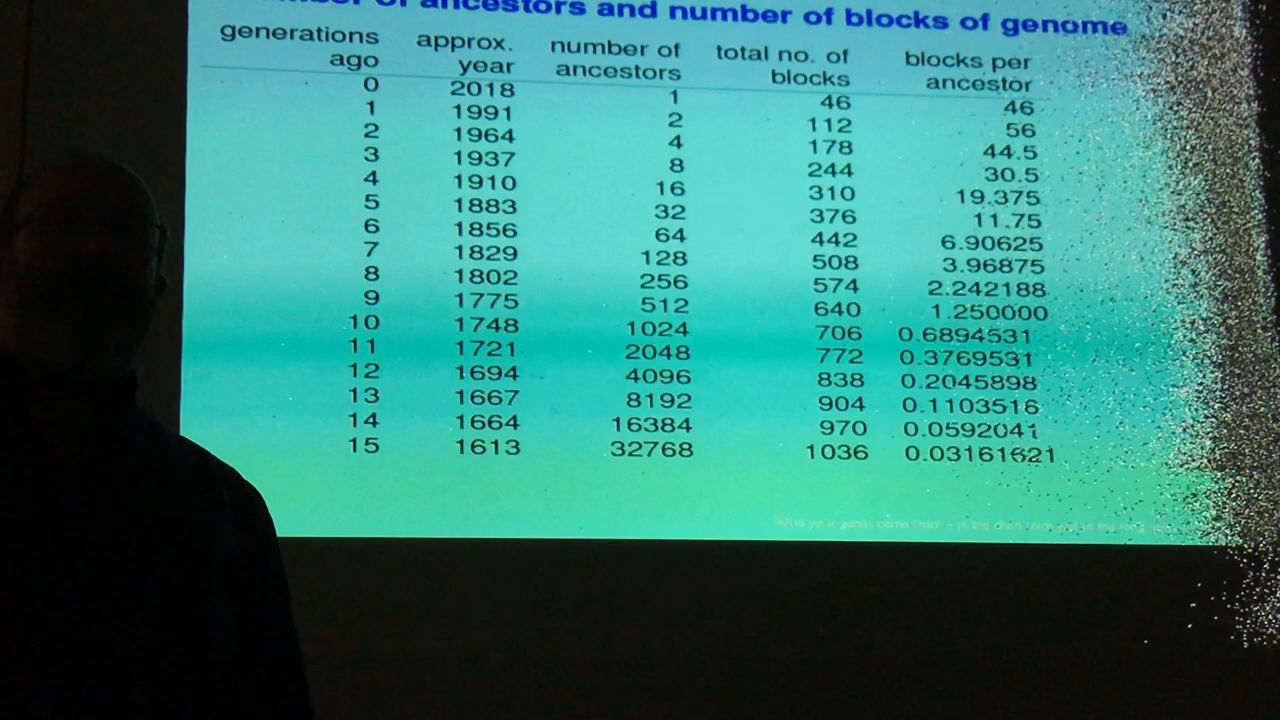 of ancestors and number of blocks of genome
generations ago approx. year number of ancestors total no. of blocks blocks per ancestor
0 2018 1 46 46
1 1991 2 112 56
2 1964 4 178 44.5
3 1937 8 244 30.5
4 1910 16 310 19.375
5 1883 32 376 11.75
6 1856 64 442 6.90625
7 1829 128 508 3.96875
8 1802 256 574 2.242188
9 1775 512 640 1.250000
10 1748 1024 706 0.6894531
11 1721 2048 772 0.3769531
12 1694 4096 838 0.2045898
13 1667 8192 904 0.1103516
14 1664 16384 970 0.0592041
15 1613 32768 1036 0.03161621
genes come from